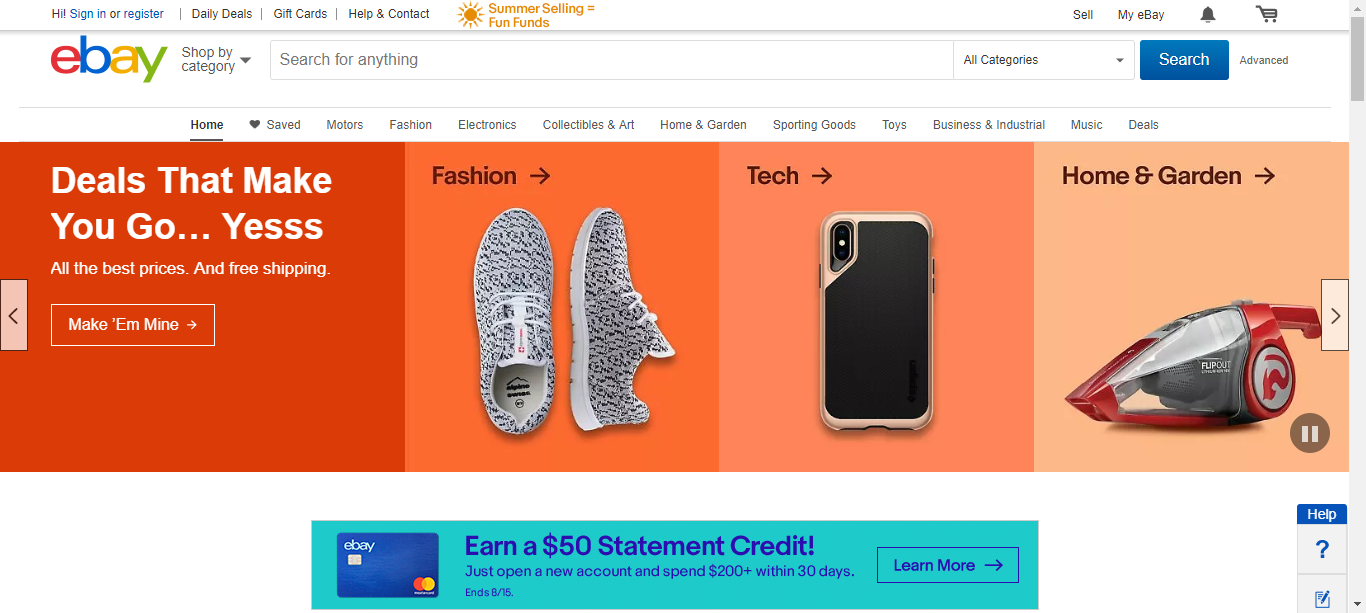 Hi! Sign in or register | Daily Deals | Gift Cards | Help & Contact
Summer Selling =
Fun Funds
Sell My eBay
ebay
Shop by
category
Search for anything
All Categories
Search
Advanced
Home Saved Motors Fashion Electronics Collectibles & Art Home & Garden Sporting Goods Toys Business & Industrial Music Deals
Deals That Make
You Go… Yesss
All the best prices. And free shipping.
Make 'Em Mine →
Fashion →
Tech →
Home & Garden →
alpine
swiss
spigen
FLIPOUT
ebay
mastercard
Earn a $50 Statement Credit!
Just open a new account and spend $200+ within 30 days.
Ends 8/15.
Learn More →
Help
?